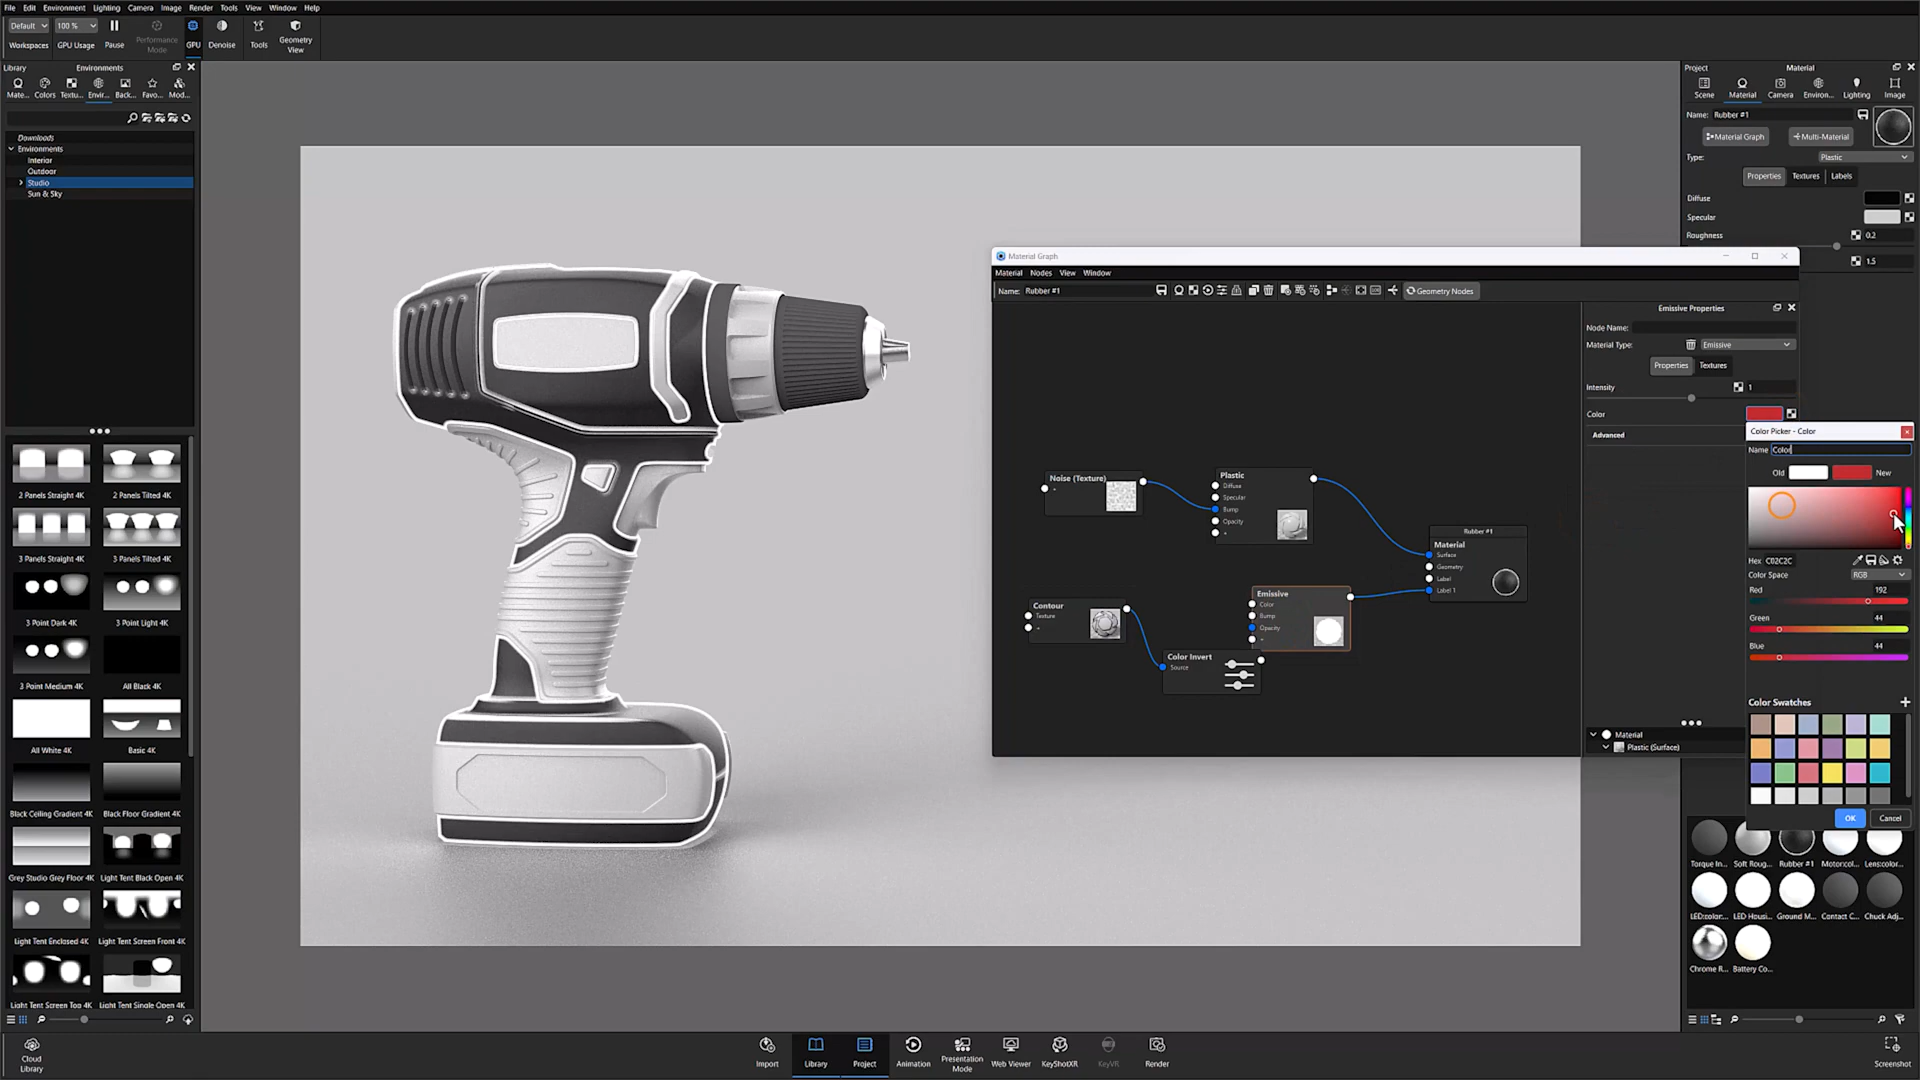 File Edit Environment Lighting Camera Image Render Tools View Window Help
Default 100 %
Workspaces GPU Usage Pause Performance Mode GPU Denoise Tools Geometry View
Library Environments
Mate... Colors Textu... Envir... Back... Favo... Mod...
Downloads
Environments
Interior
Outdoor
Studio
Sun & Sky
2 Panels Straight 4K 2 Panels Tilted 4K
3 Panels Straight 4K 3 Panels Tilted 4K
3 Point Dark 4K 3 Point Light 4K
3 Point Medium 4K All Black 4K
All White 4K Basic 4K
Black Ceiling Gradient 4K Black Floor Gradient 4K
Grey Studio Grey Floor 4K Light Tent Black Open 4K
Light Tent Enclosed 4K Light Tent Screen Front 4K
Light Tent Screen Top 4K Light Tent Single Open 4K
Material Graph
Material Nodes View Window
Name: Rubber #1
Geometry Nodes
Noise (Texture)
+
Plastic
Diffuse
Specular
Bump
Opacity
+
Rubber #1
Material
Surface
Geometry
Label
Label 1
Contour
Texture
+
Emissive
Color
Bump
Opacity
+
Color Invert
Source
Emissive Properties
Node Name:
Material Type: Emissive
Properties Textures
Intensity 1
Color
Advanced
Material
Plastic (Surface)
Project Material
Scene Material Camera Environ... Lighting Image
Name: Rubber #1
Material Graph Multi-Material
Type: Plastic
Properties Textures Labels
Diffuse
Specular
Roughness 0.2
1.5
Color Picker - Color
Name Color
Old New
Hex C02C2C
Color Space RGB
Red 192
Green 44
Blue 44
Color Swatches
OK Cancel
Torque In... Soft Roug... Rubber #1 Motor:col... Lens:color...
LED:color:... LED Housi... Ground M... Contact C... Chuck Adj...
Chrome R... Battery Co...
Cloud Library
Import Library Project Animation Presentation Mode Web Viewer KeyShotXR KeyVR Render
Screenshot